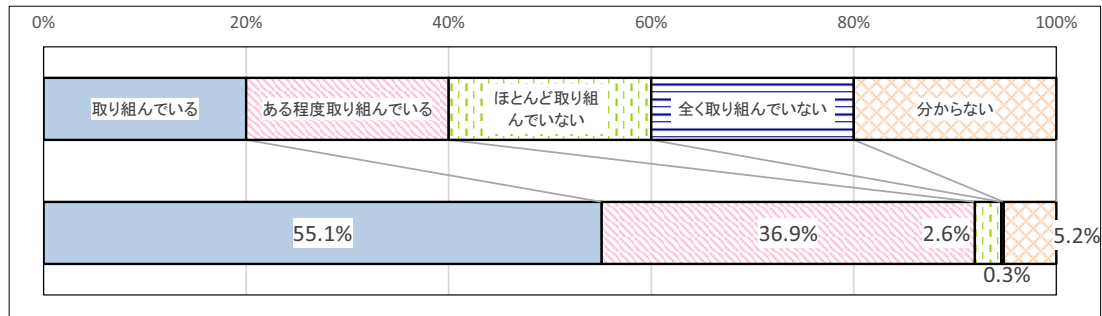 0%
20%
40%
60%
80%
100%
取り組んでいる
ある程度取り組んでいる
ほとんど取り組
んでいない
全く取り組んでいない
分からない
55.1%
36.9%
2.6%
0.3%
5.2%